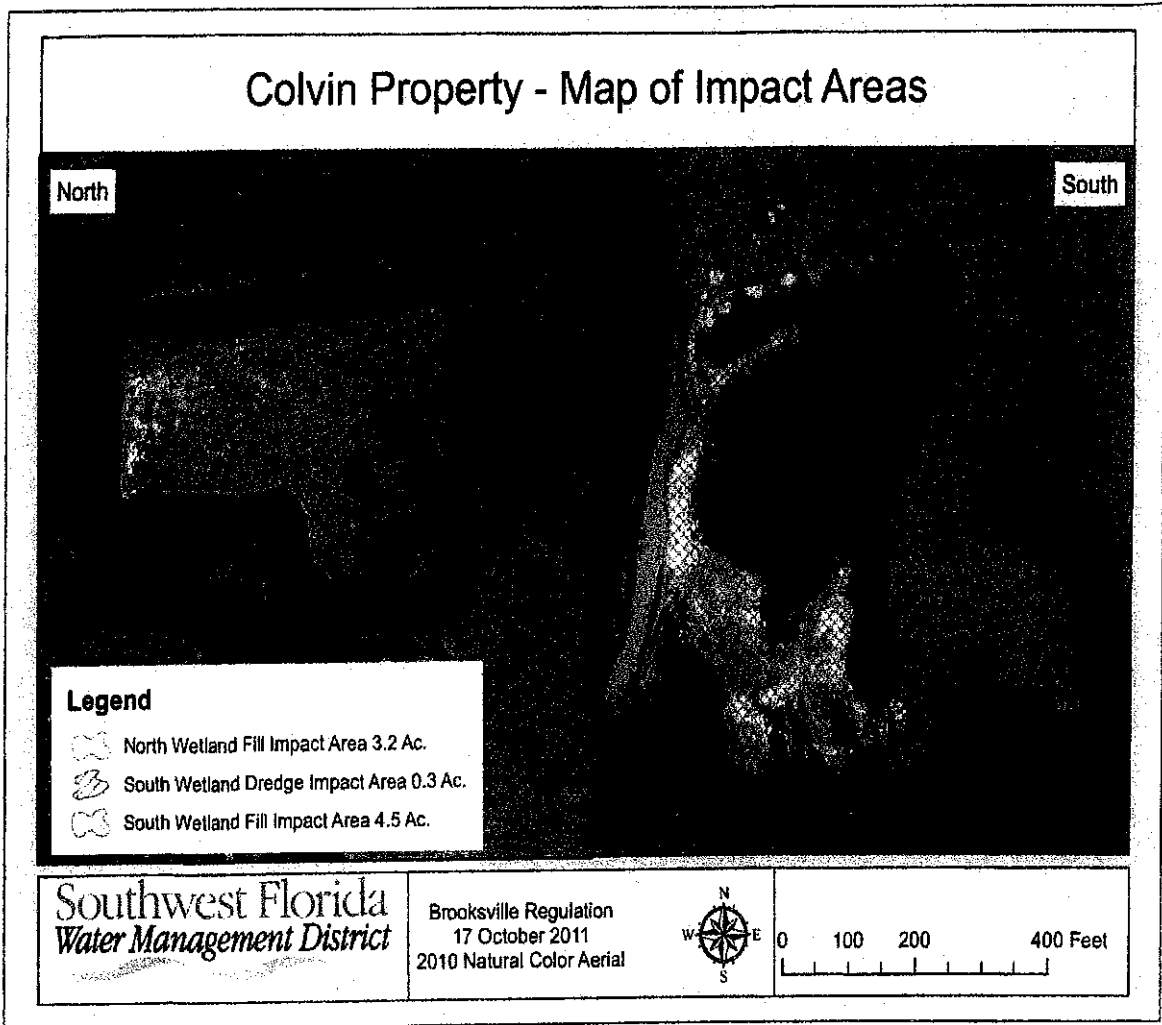 Colvin Property - Map of Impact Areas
North
South
Legend
North Wetland Fill Impact Area 3.2 Ac.
South Wetland Dredge Impact Area 0.3 Ac.
South Wetland Fill Impact Area 4.5 Ac.
Southwest Florida
Water Management District
Brooksville Regulation
17 October 2011
2010 Natural Color Aerial
N
W E
S
0 100 200 400 Feet